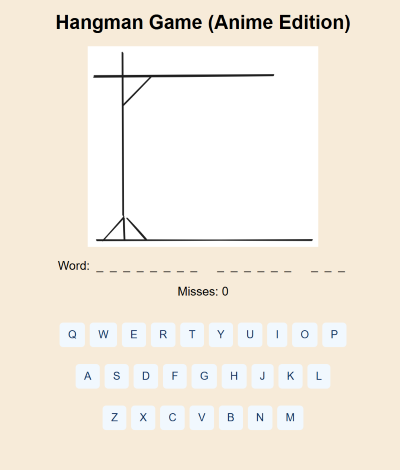 Hangman Game (Anime Edition)
Word: _ _ _ _ _ _ _ _   _ _ _ _ _ _   _ _ _
Misses: 0
Q W E R T Y U I O P
A S D F G H J K L
Z X C V B N M